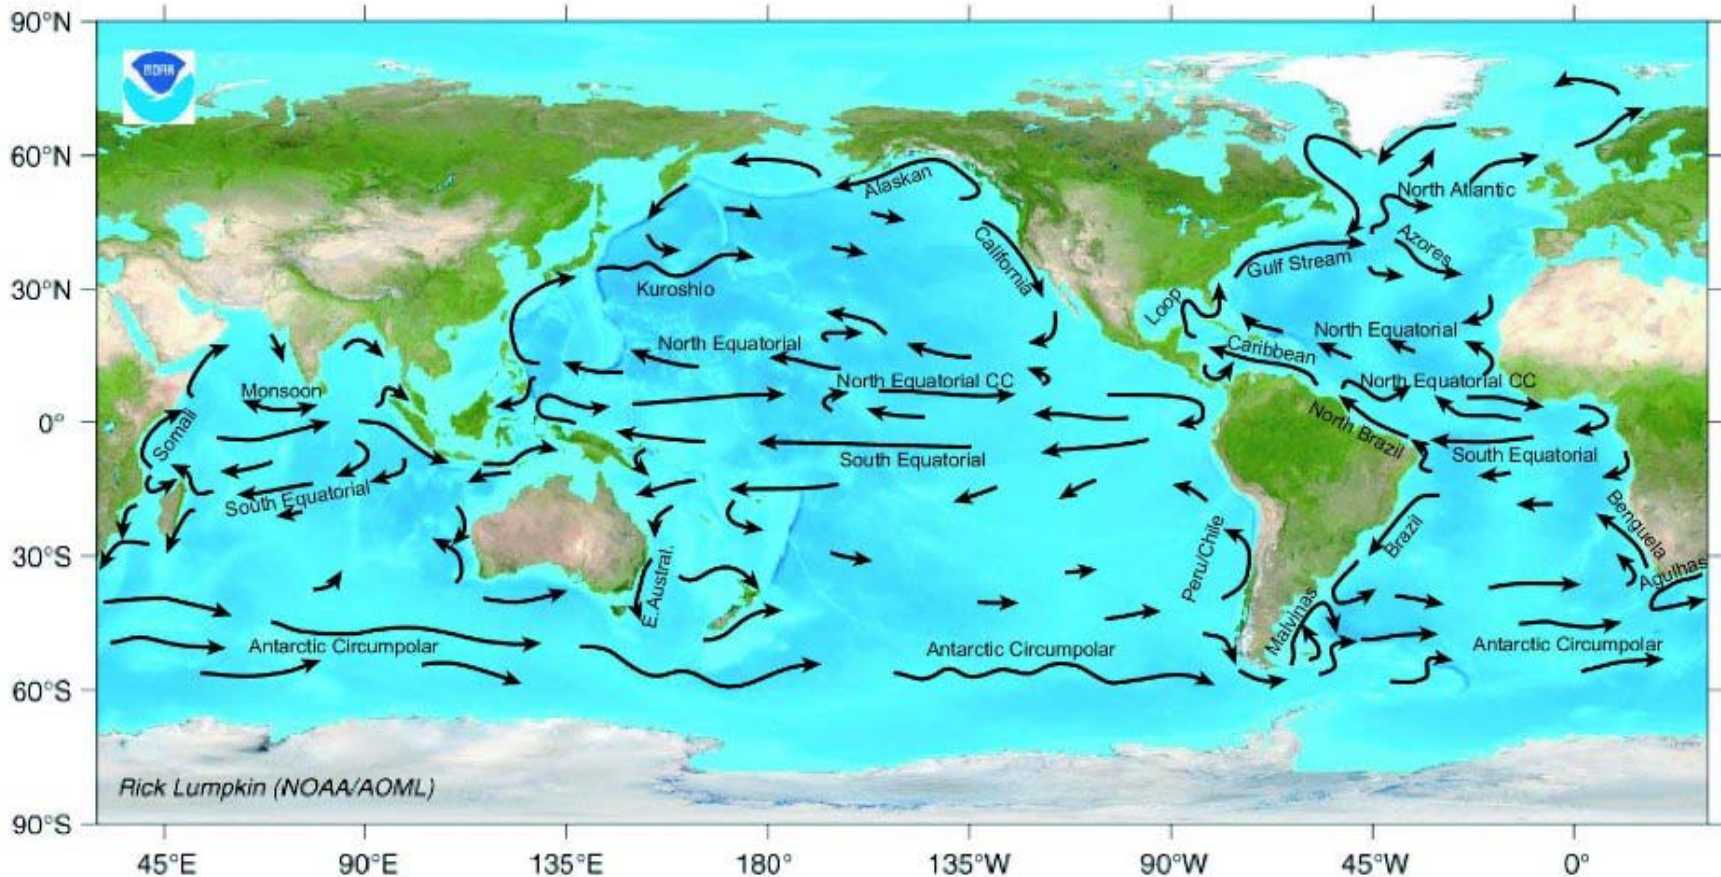 90°N
NOAA
60°N
Alaskan
North Atlantic
California
Azores
Gulf Stream
30°N
Kuroshio
Loop
North Equatorial
North Equatorial
Caribbean
Monsoon
North Equatorial CC
North Equatorial CC
0°
Somali
North Brazil
South Equatorial
South Equatorial
South Equatorial
Benguela
Brazil
30°S
E.Austral.
Peru/Chile
Agulhas
Malvinas
Antarctic Circumpolar
Antarctic Circumpolar
Antarctic Circumpolar
60°S
Rick Lumpkin (NOAA/AOML)
90°S
45°E
90°E
135°E
180°
135°W
90°W
45°W
0°